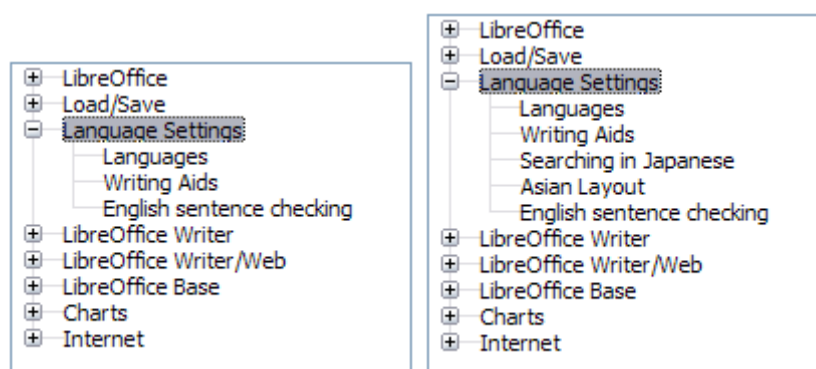 LibreOffice
Load/Save
Language Settings
Languages
Writing Aids
English sentence checking
LibreOffice Writer
LibreOffice Writer/Web
LibreOffice Base
Charts
Internet
LibreOffice
Load/Save
Language Settings
Languages
Writing Aids
Searching in Japanese
Asian Layout
English sentence checking
LibreOffice Writer
LibreOffice Writer/Web
LibreOffice Base
Charts
Internet